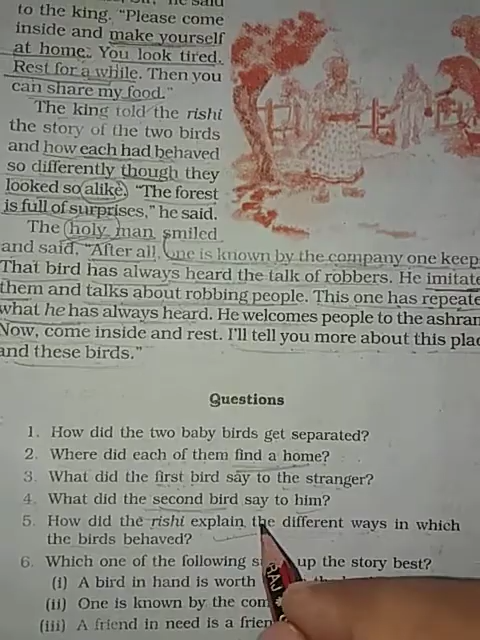 he said
to the king. "Please come
inside and make yourself
at home. You look tired.
Rest for a while. Then you
can share my food."
The king told the rishi
the story of the two birds
and how each had behaved
so differently though they
looked so alike. "The forest
is full of surprises," he said.
The holy man smiled
and said, "After all, one is known by the company one keep
That bird has always heard the talk of robbers. He imitate
them and talks about robbing people. This one has repeate
what he has always heard. He welcomes people to the ashram
Now, come inside and rest. I'll tell you more about this pla
and these birds."
Questions
1. How did the two baby birds get separated?
2. Where did each of them find a home?
3. What did the first bird say to the stranger?
4. What did the second bird say to him?
5. How did the rishi explain the different ways in which
the birds behaved?
6. Which one of the following s up the story best?
(i) A bird in hand is worth
(ii) One is known by the com
(iii) A friend in need is a frien
RAJ